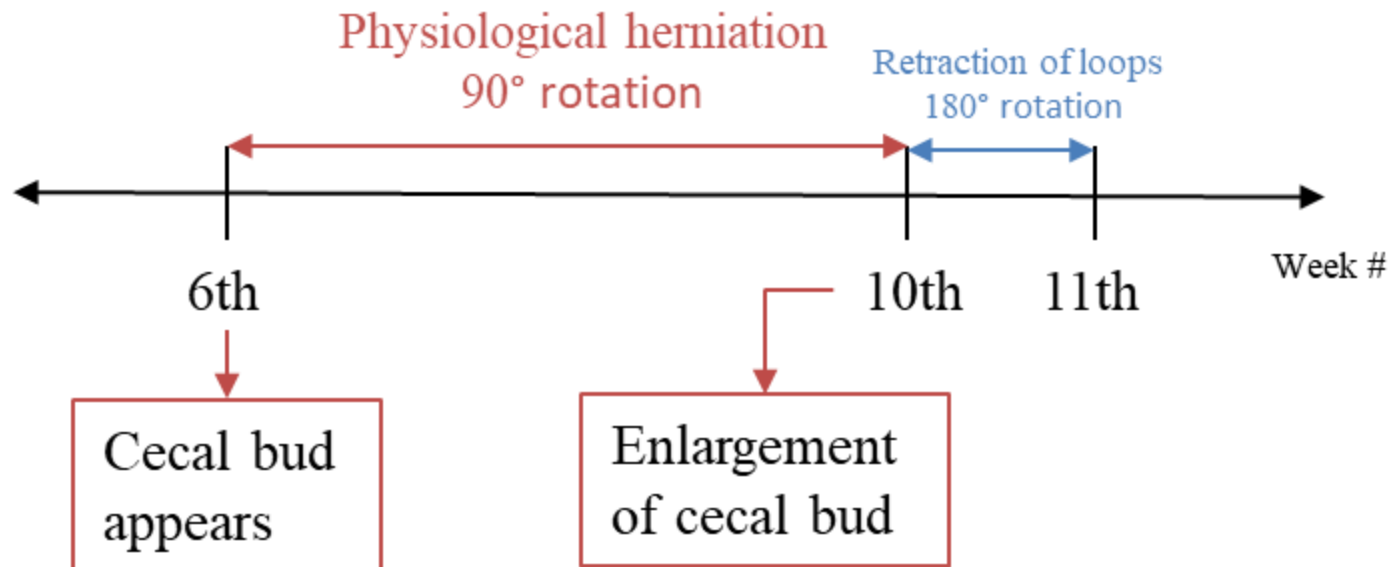 Physiological herniation
90° rotation
Retraction of loops
180° rotation
6th
10th
11th
Week #
Cecal bud
appears
Enlargement
of cecal bud